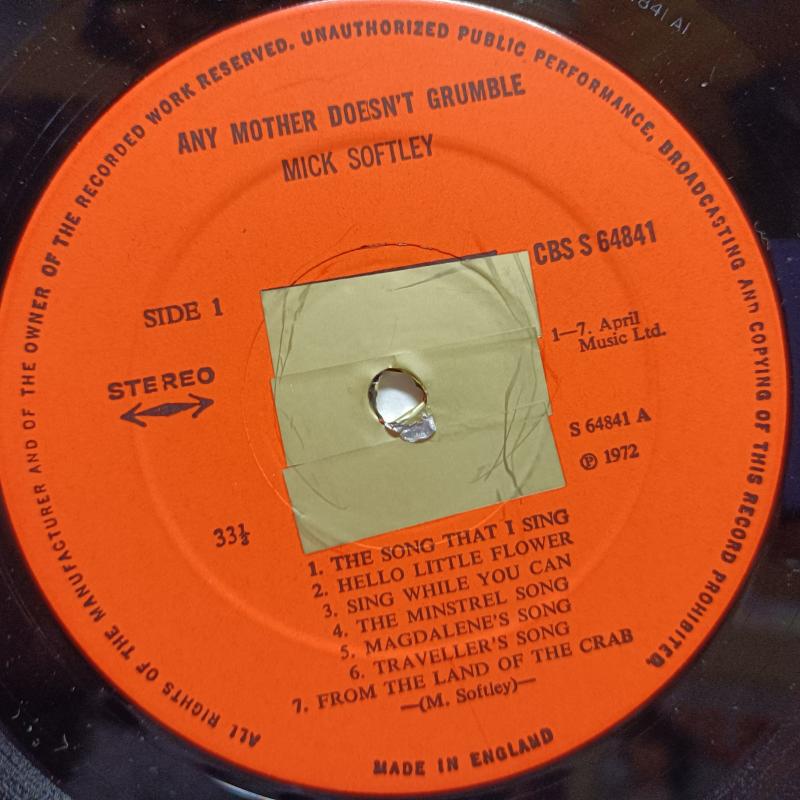 ALL RIGHTS OF THE MANUFACTURER AND OF THE OWNER OF THE RECORDED WORK RESERVED. UNAUTHORIZED PUBLIC PERFORMANCE, BROADCASTING AND COPYING OF THIS RECORD PROHIBITED.
ANY MOTHER DOESN'T GRUMBLE
MICK SOFTLEY
CBS S 64841
SIDE 1
1—7. April
Music Ltd.
STEREO
S 64841 A
℗ 1972
33⅓
1. THE SONG THAT I SING
2. HELLO LITTLE FLOWER
3. SING WHILE YOU CAN
4. THE MINSTREL SONG
5. MAGDALENE'S SONG
6. TRAVELLER'S SONG
7. FROM THE LAND OF THE CRAB
—(M. Softley)—
MADE IN ENGLAND